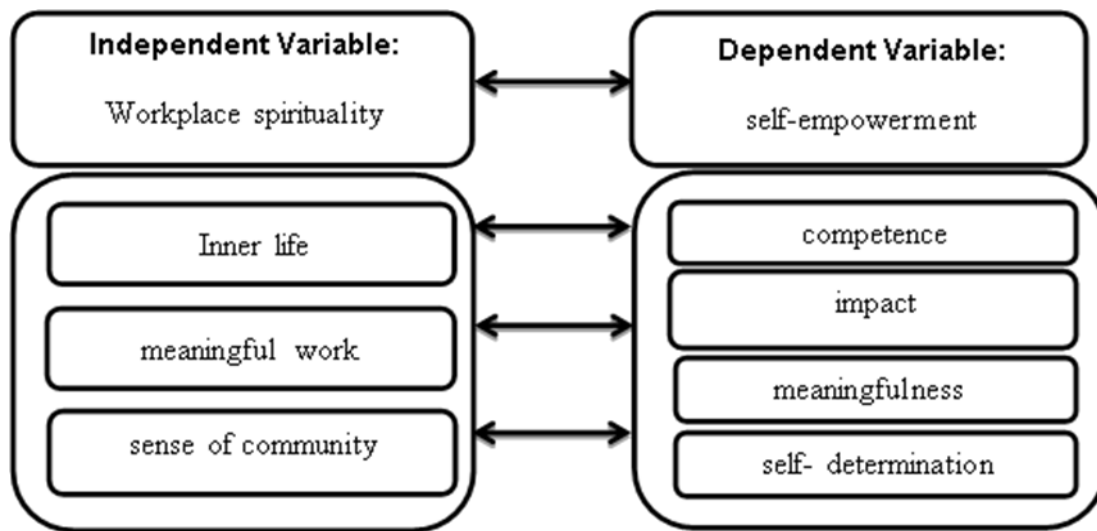 Independent Variable:
Workplace spirituality
Dependent Variable:
self-empowerment
Inner life
meaningful work
sense of community
competence
impact
meaningfulness
self- determination